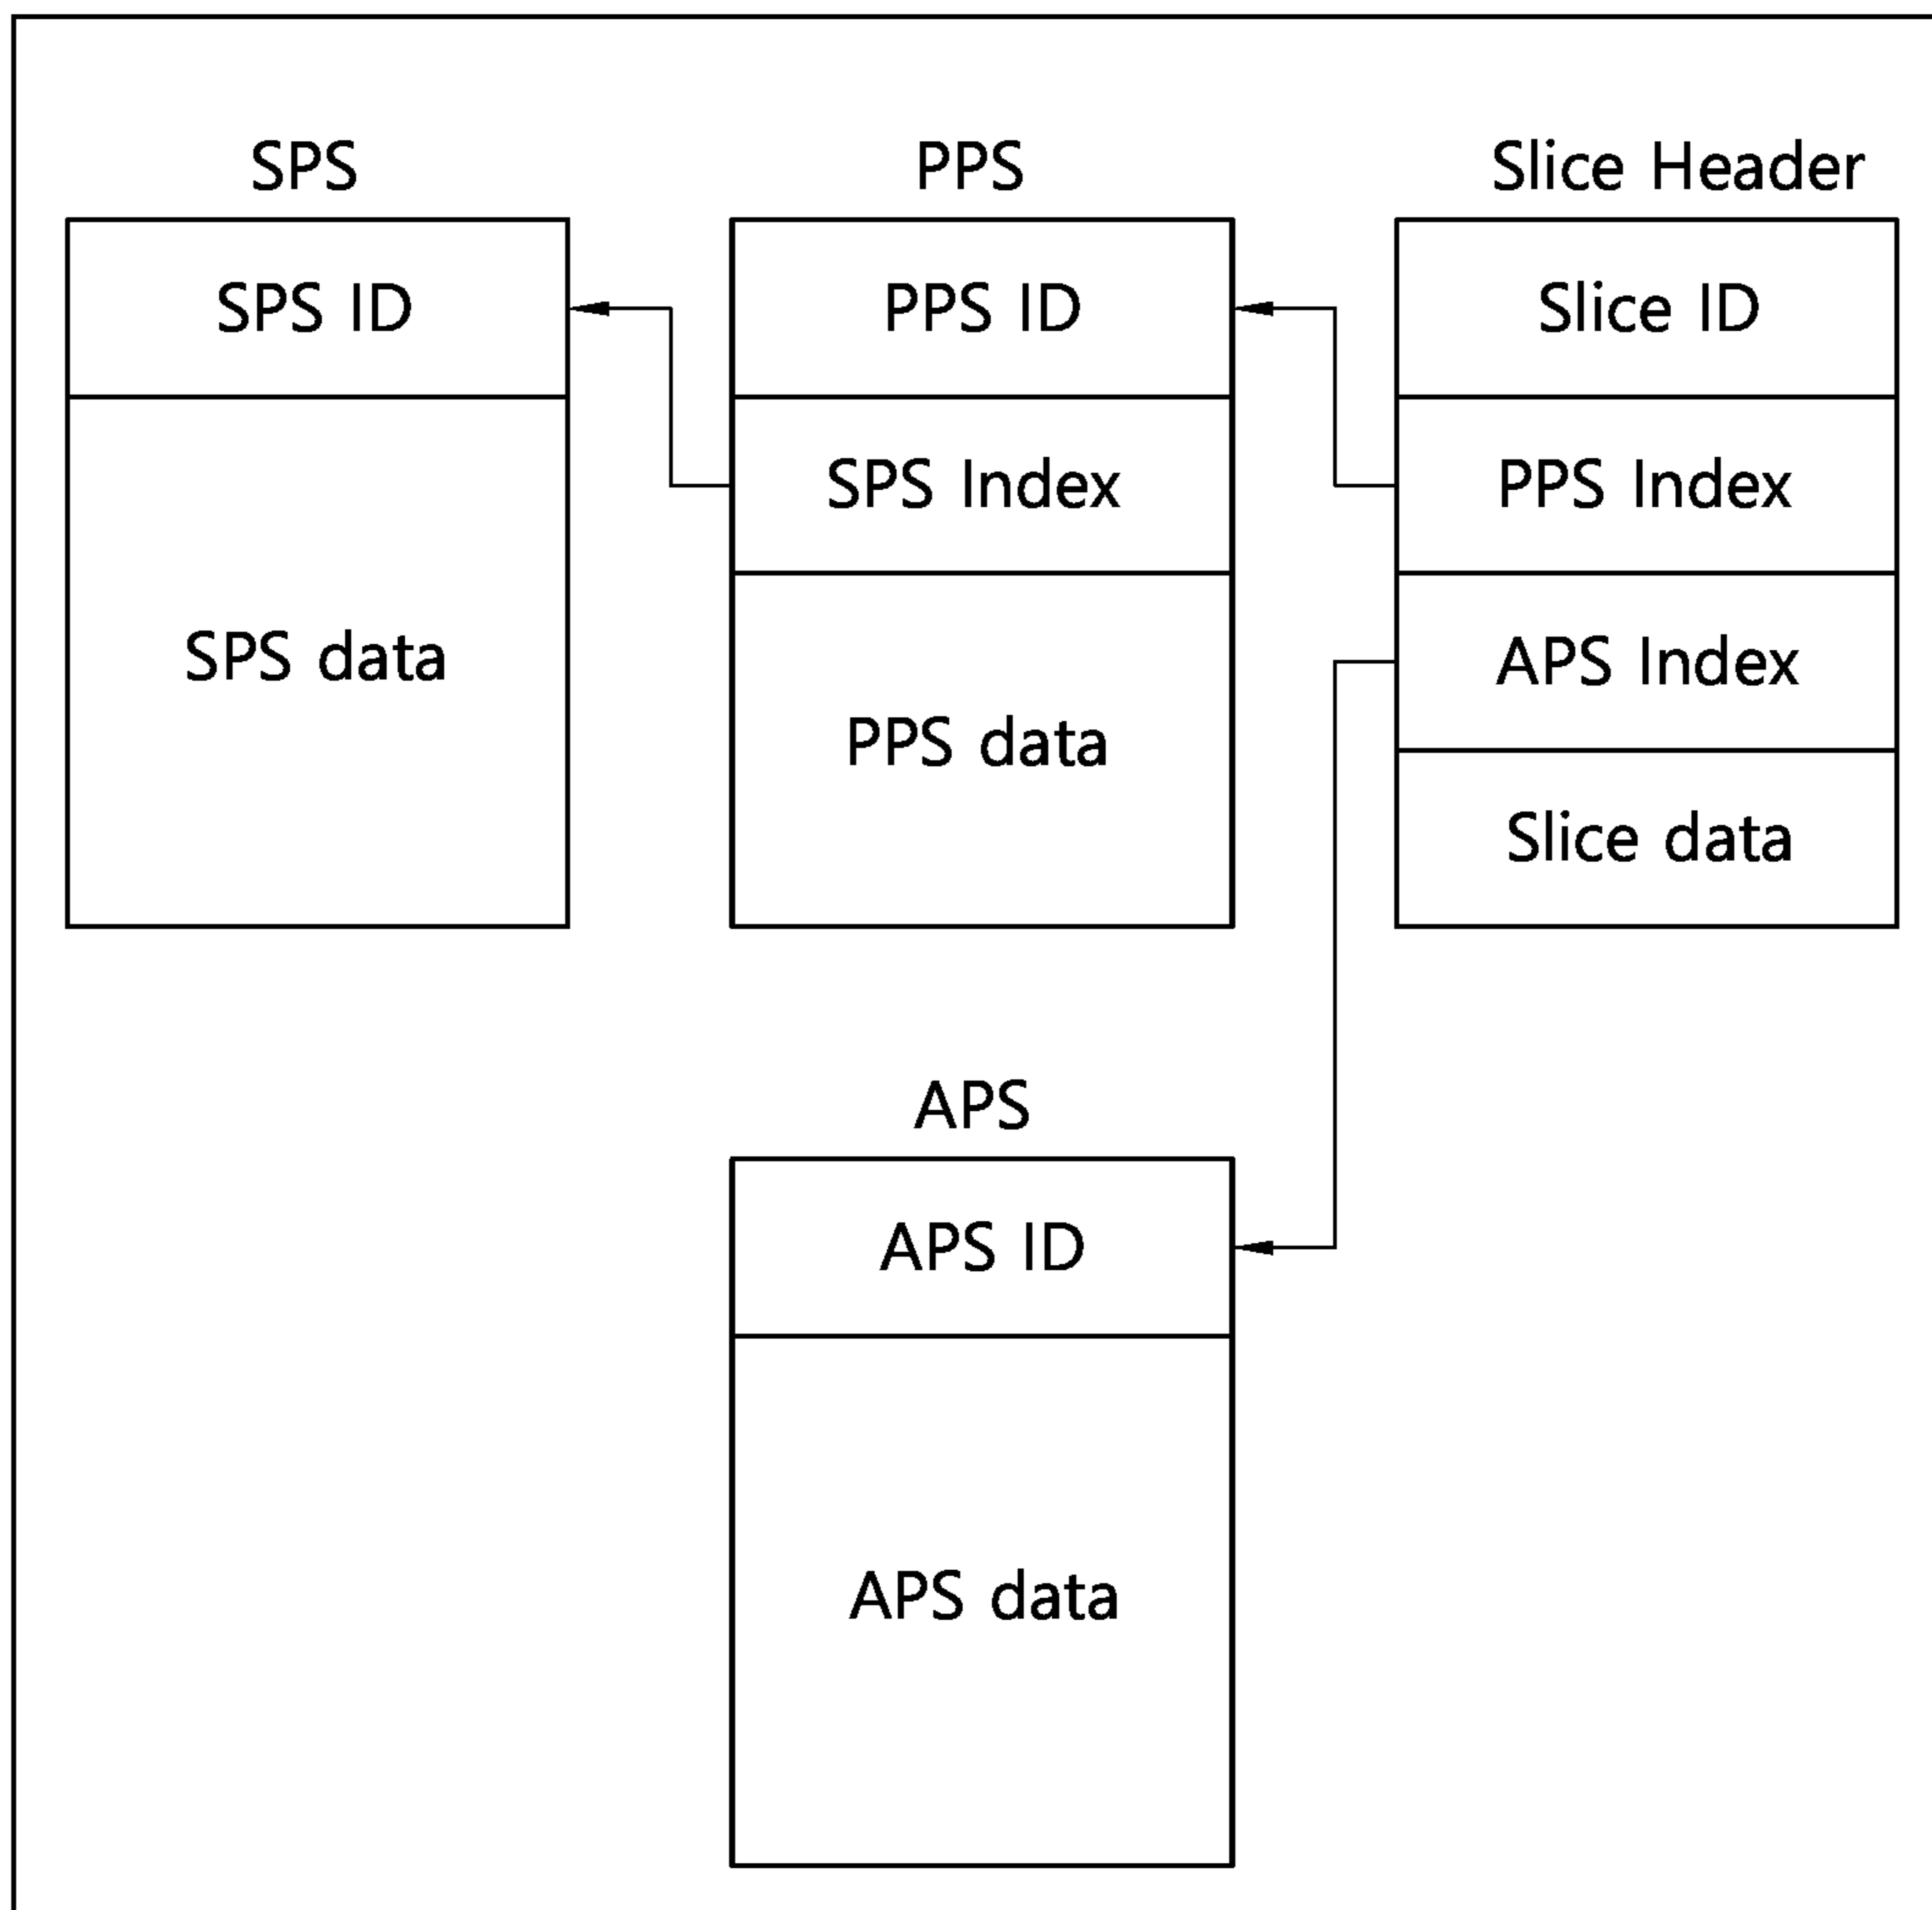 SPS
SPS ID
SPS data
PPS
PPS ID
SPS Index
PPS data
Slice Header
Slice ID
PPS Index
APS Index
Slice data
APS
APS ID
APS data